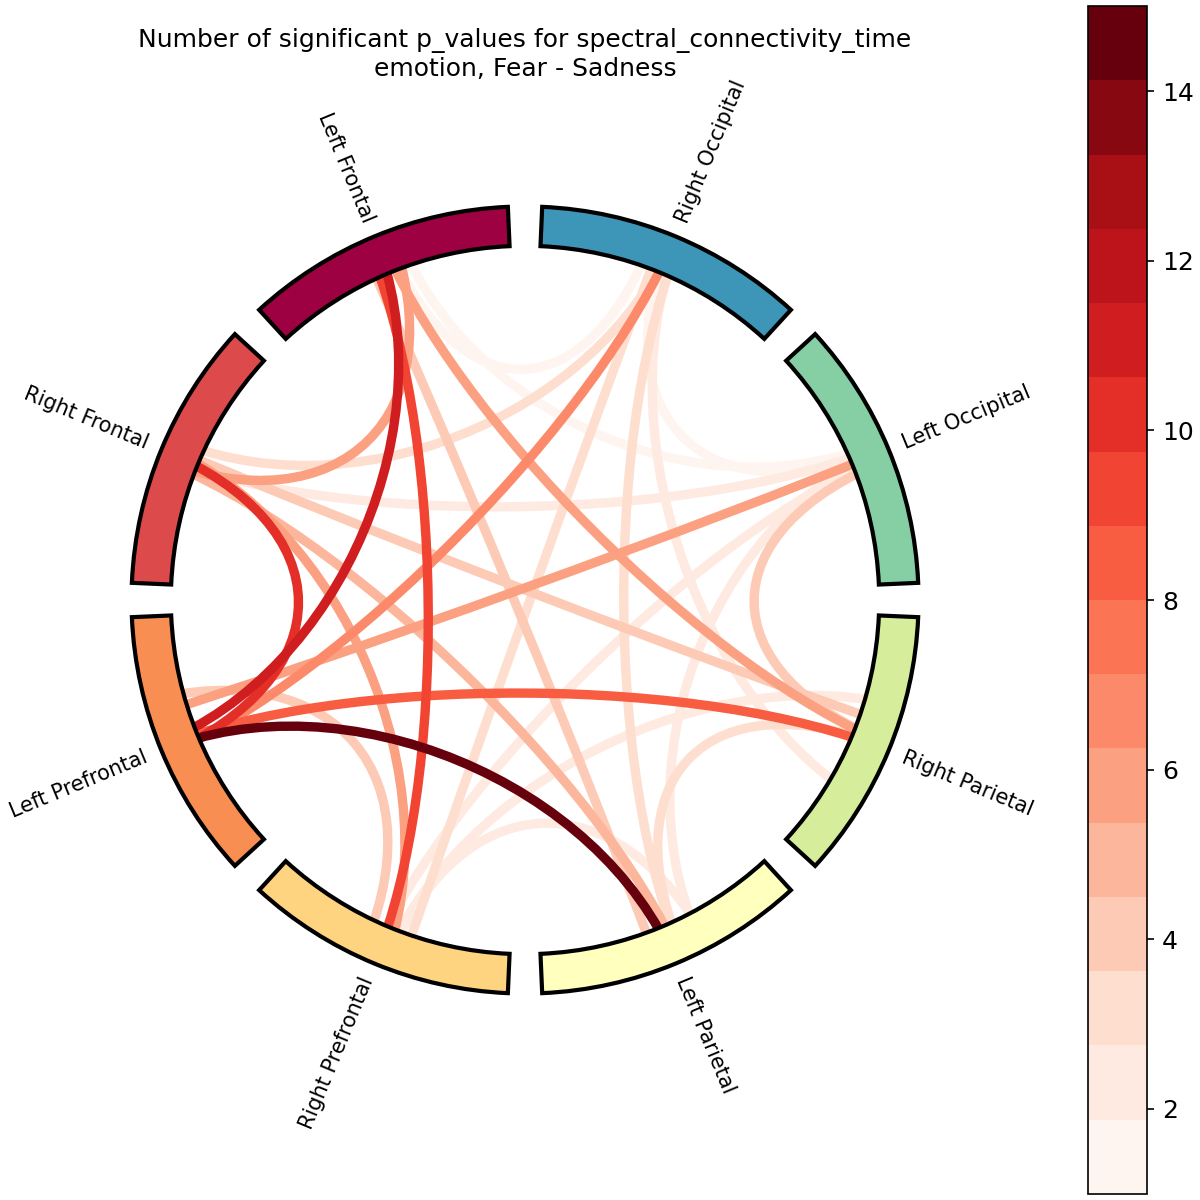 Number of significant p_values for spectral_connectivity_time
emotion, Fear - Sadness
Left Frontal
Right Occipital
Right Frontal
Left Occipital
Left Prefrontal
Right Parietal
Right Prefrontal
Left Parietal
14
12
10
8
6
4
2